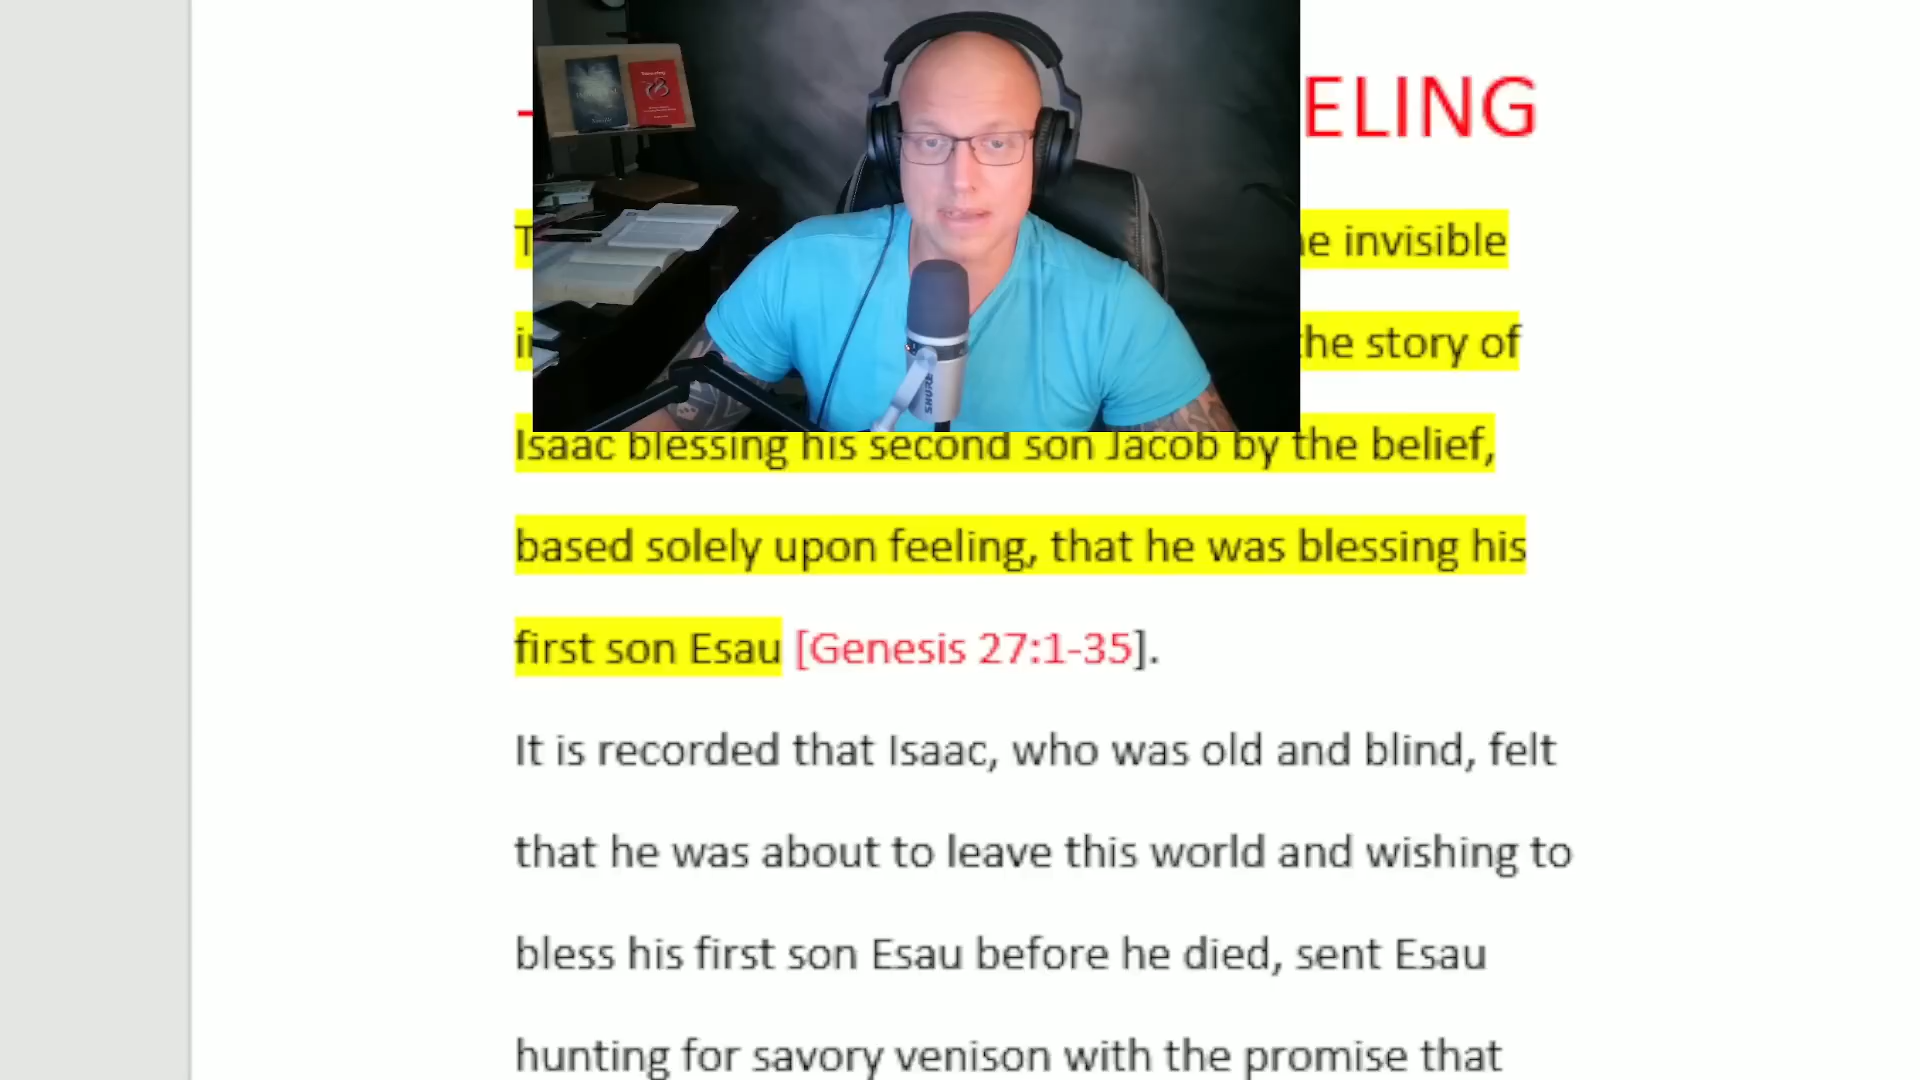 ELING
invisible
the story of
Isaac blessing his second son Jacob by the belief,
based solely upon feeling, that he was blessing his
first son Esau [Genesis 27:1-35].
It is recorded that Isaac, who was old and blind, felt
that he was about to leave this world and wishing to
bless his first son Esau before he died, sent Esau
hunting for savory venison with the promise that
SHURE